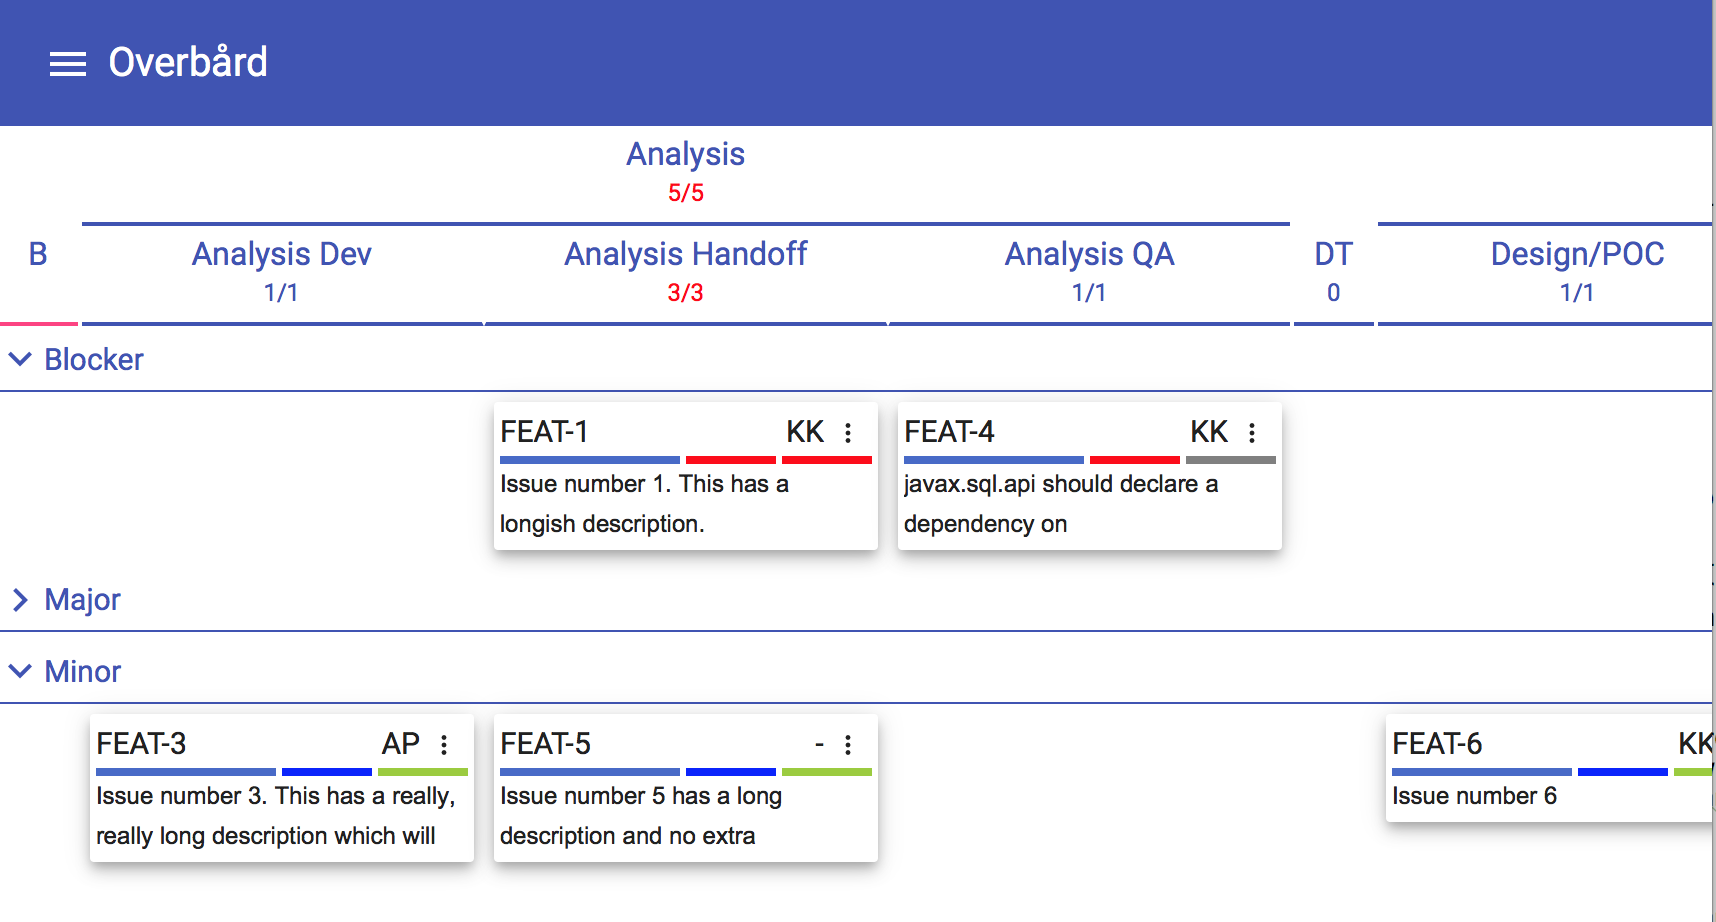 Overbård
Analysis
5/5
B
Analysis Dev
1/1
Analysis Handoff
3/3
Analysis QA
1/1
DT
0
Design/POC
1/1
Blocker
FEAT-1 KK
Issue number 1. This has a
longish description.
FEAT-4 KK
javax.sql.api should declare a
dependency on
Major
Minor
FEAT-3 AP
Issue number 3. This has a really,
really long description which will
FEAT-5 -
Issue number 5 has a long
description and no extra
FEAT-6 KK
Issue number 6